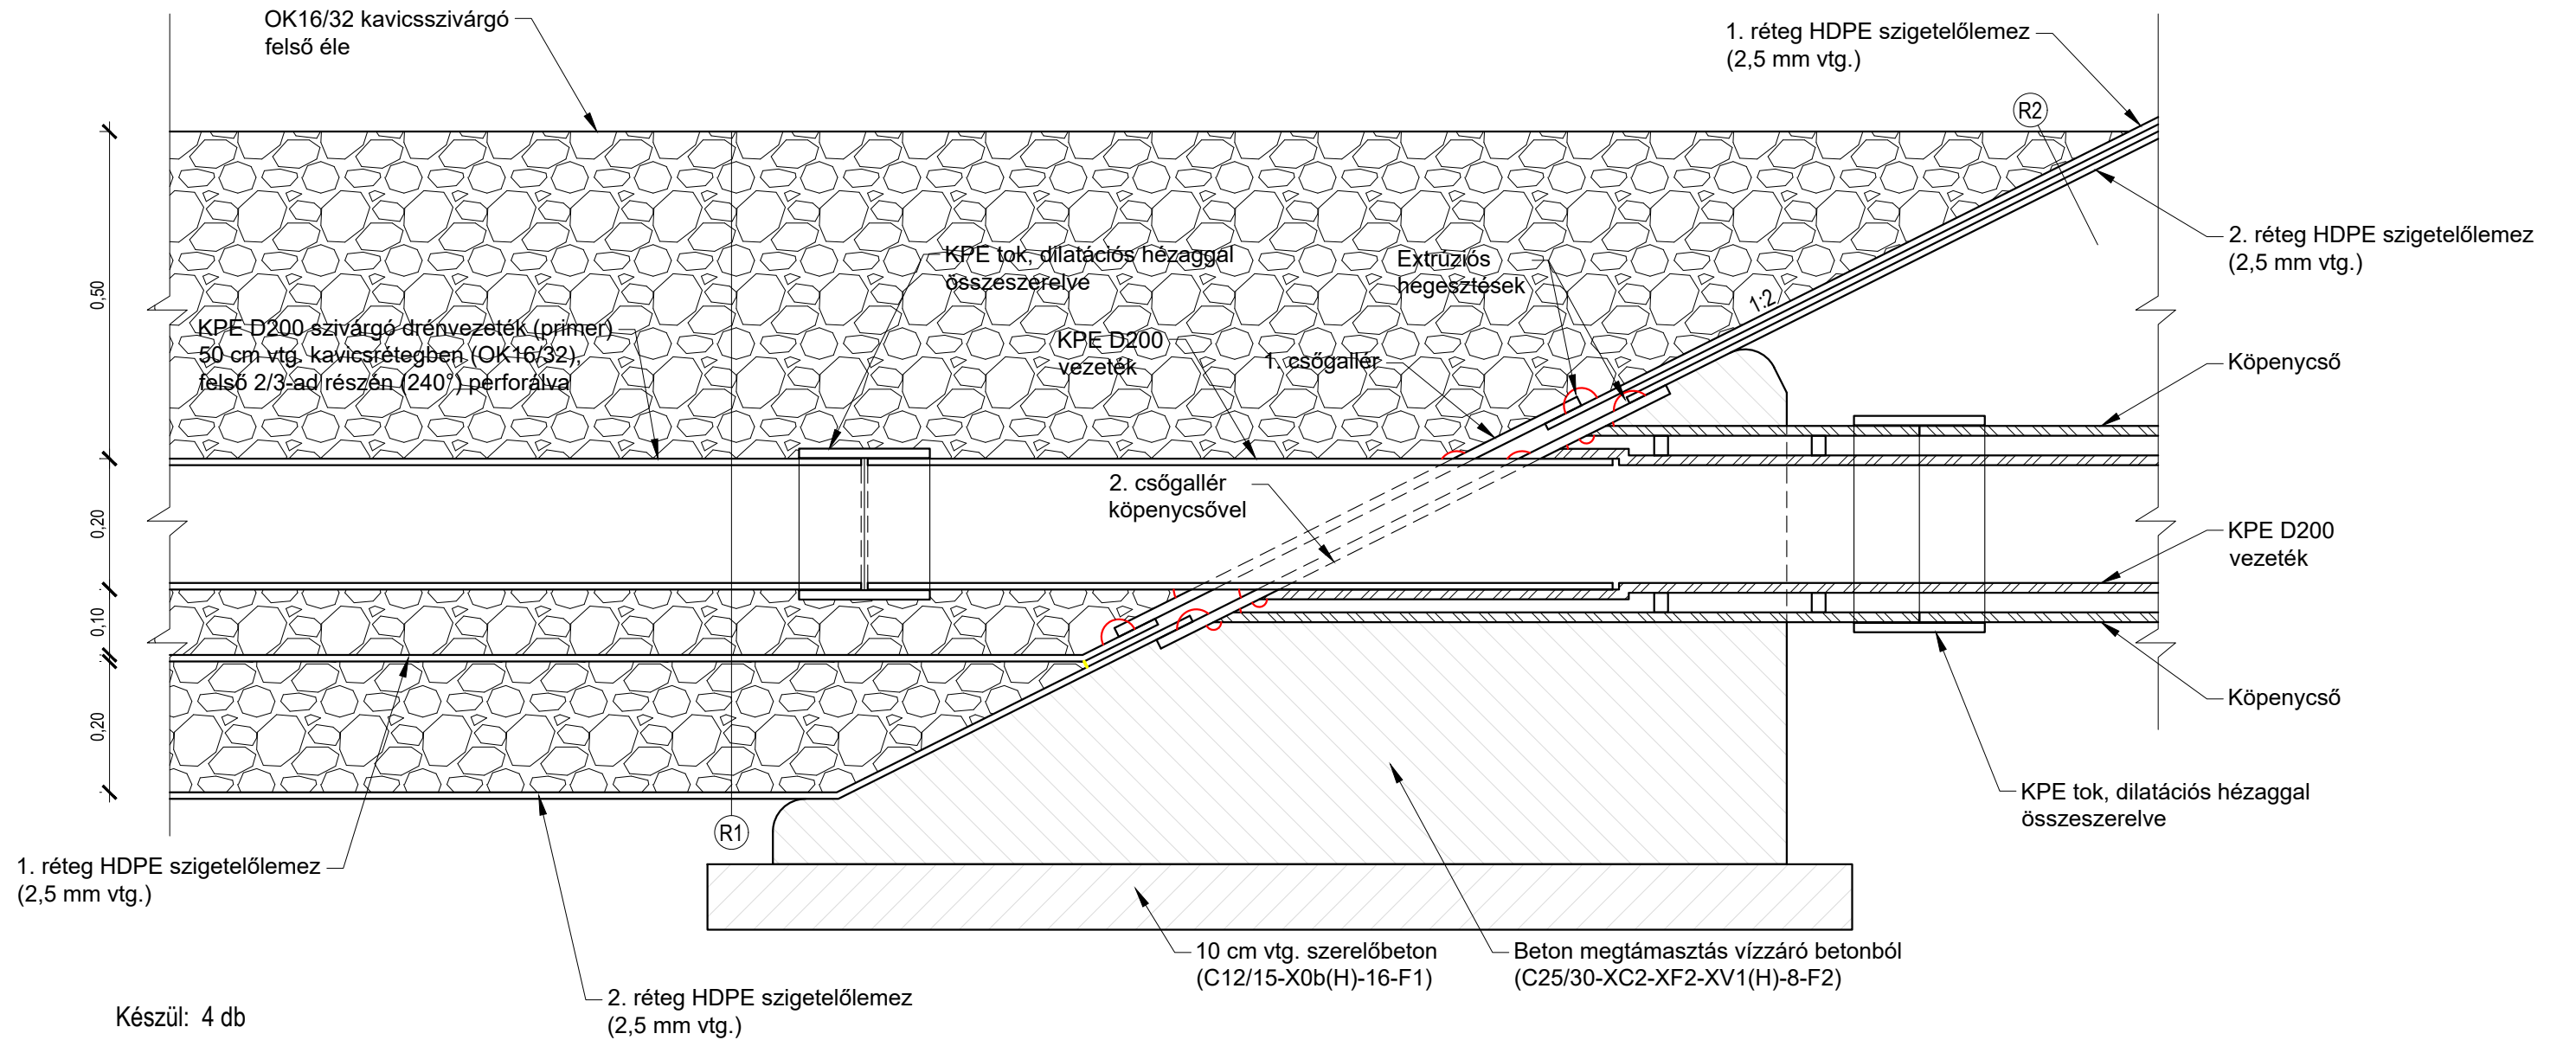 OK16/32 kavicsszivárgó
felső éle
1. réteg HDPE szigetelőlemez
(2,5 mm vtg.)
R2
2. réteg HDPE szigetelőlemez
(2,5 mm vtg.)
KPE tok, dilatációs hézaggal
összeszerelve
Extrúziós
hegesztések
1:2
0,50
KPE D200 szivárgó drénvezeték (primer)
50 cm vtg. kavicsrétegben (OK16/32),
felső 2/3-ad részén (240°) perforálva
KPE D200
vezeték
1. csőgallér
Köpenycső
2. csőgallér
köpenycsővel
0,20
KPE D200
vezeték
0,10
Köpenycső
0,20
KPE tok, dilatációs hézaggal
összeszerelve
R1
1. réteg HDPE szigetelőlemez
(2,5 mm vtg.)
10 cm vtg. szerelőbeton
(C12/15-X0b(H)-16-F1)
Beton megtámasztás vízzáró betonból
(C25/30-XC2-XF2-XV1(H)-8-F2)
2. réteg HDPE szigetelőlemez
(2,5 mm vtg.)
Készül: 4 db